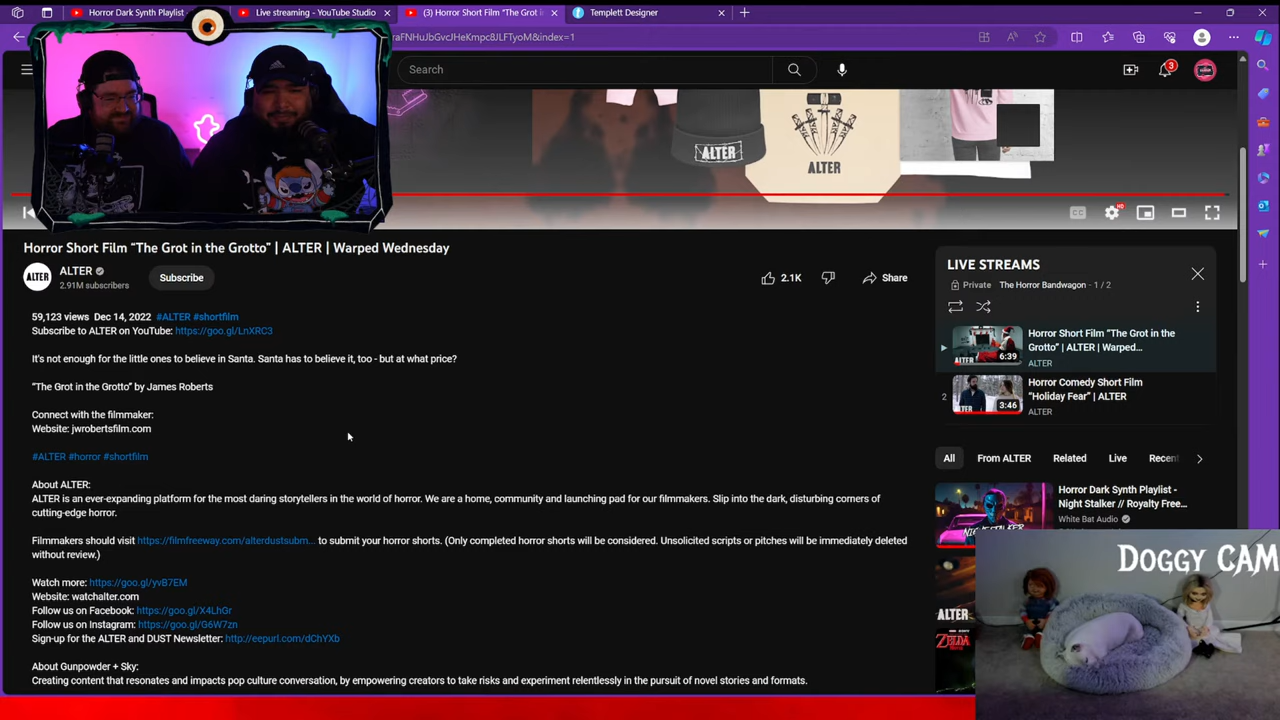 Horror Dark Synth Playlist
Live streaming - YouTube Studio
(3) Horror Short Film “The Grot in the
Templett Designer
raFNHuJbGvcJHeKmpc8JLFTyoM&index=1
Search
3
ALTER
ALTER
CC
HD
Horror Short Film “The Grot in the Grotto” | ALTER | Warped Wednesday
ALTER
ALTER
2.91M subscribers
Subscribe
2.1K
Share
59,123 views Dec 14, 2022 #ALTER #shortfilm
Subscribe to ALTER on YouTube: https://goo.gl/LnXRC3
It's not enough for the little ones to believe in Santa. Santa has to believe it, too - but at what price?
“The Grot in the Grotto” by James Roberts
Connect with the filmmaker:
Website: jwrobertsfilm.com
#ALTER #horror #shortfilm
About ALTER:
ALTER is an ever-expanding platform for the most daring storytellers in the world of horror. We are a home, community and launching pad for our filmmakers. Slip into the dark, disturbing corners of
cutting-edge horror.
Filmmakers should visit https://filmfreeway.com/alterdustsubm... to submit your horror shorts. (Only completed horror shorts will be considered. Unsolicited scripts or pitches will be immediately deleted
without review.)
Watch more: https://goo.gl/yvB7EM
Website: watchalter.com
Follow us on Facebook: https://goo.gl/X4LhGr
Follow us on Instagram: https://goo.gl/G6W7zn
Sign-up for the ALTER and DUST Newsletter: http://eepurl.com/dChYXb
About Gunpowder + Sky:
Creating content that resonates and impacts pop culture conversation, by empowering creators to take risks and experiment relentlessly in the pursuit of novel stories and formats.
LIVE STREAMS
Private The Horror Bandwagon - 1 / 2
Horror Short Film “The Grot in the
Grotto” | ALTER | Warped...
ALTER
6:39
2
Horror Comedy Short Film
“Holiday Fear” | ALTER
ALTER
3:46
All
From ALTER
Related
Live
Recen
Horror Dark Synth Playlist -
Night Stalker // Royalty Free...
White Bat Audio
ALTER
ZELDA
DOGGY CAM